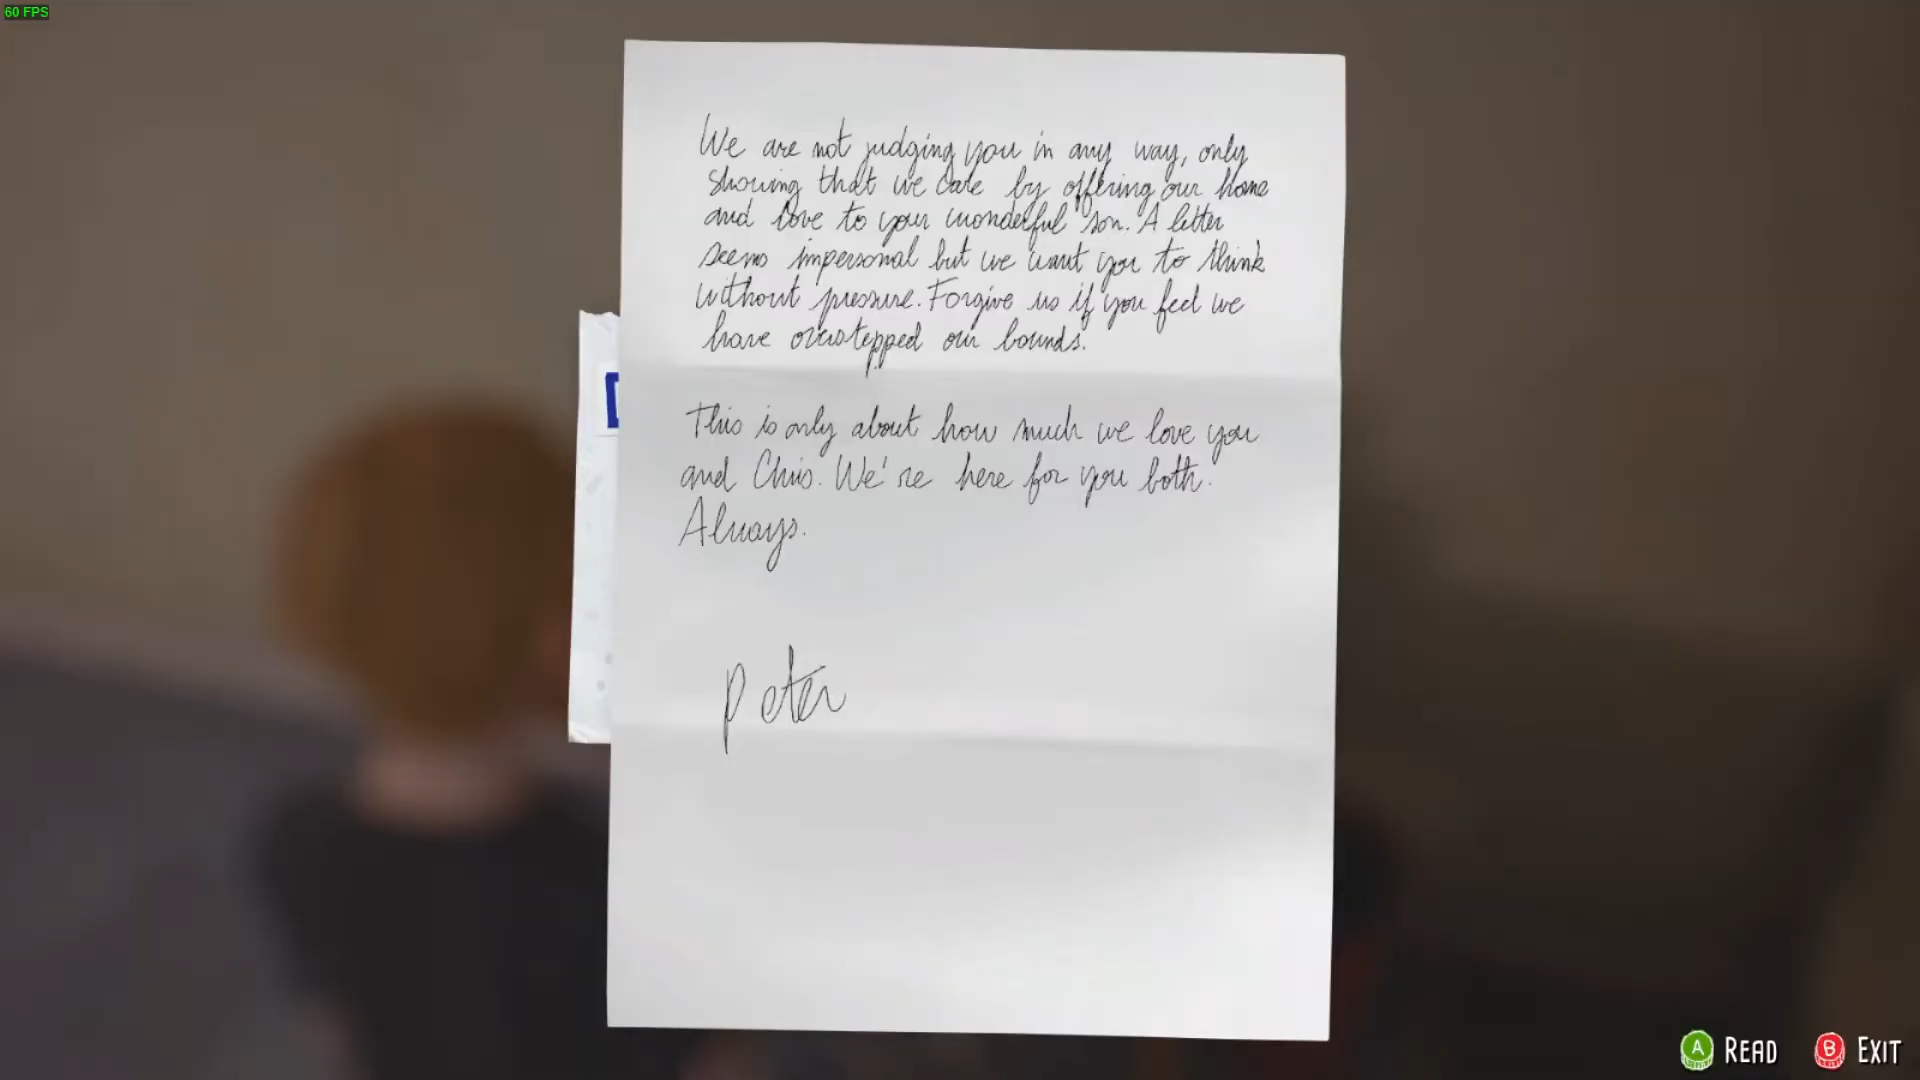 60 FPS
We are not judging you in any way, only
showing that we care by offering our home
and love to your wonderful son. A letter
seems impersonal but we want you to think
without pressure. Forgive us if you feel we
have overstepped our bounds.
This is only about how much we love you
and Chris. We're here for you both.
Always.
Peter
A READ B EXIT